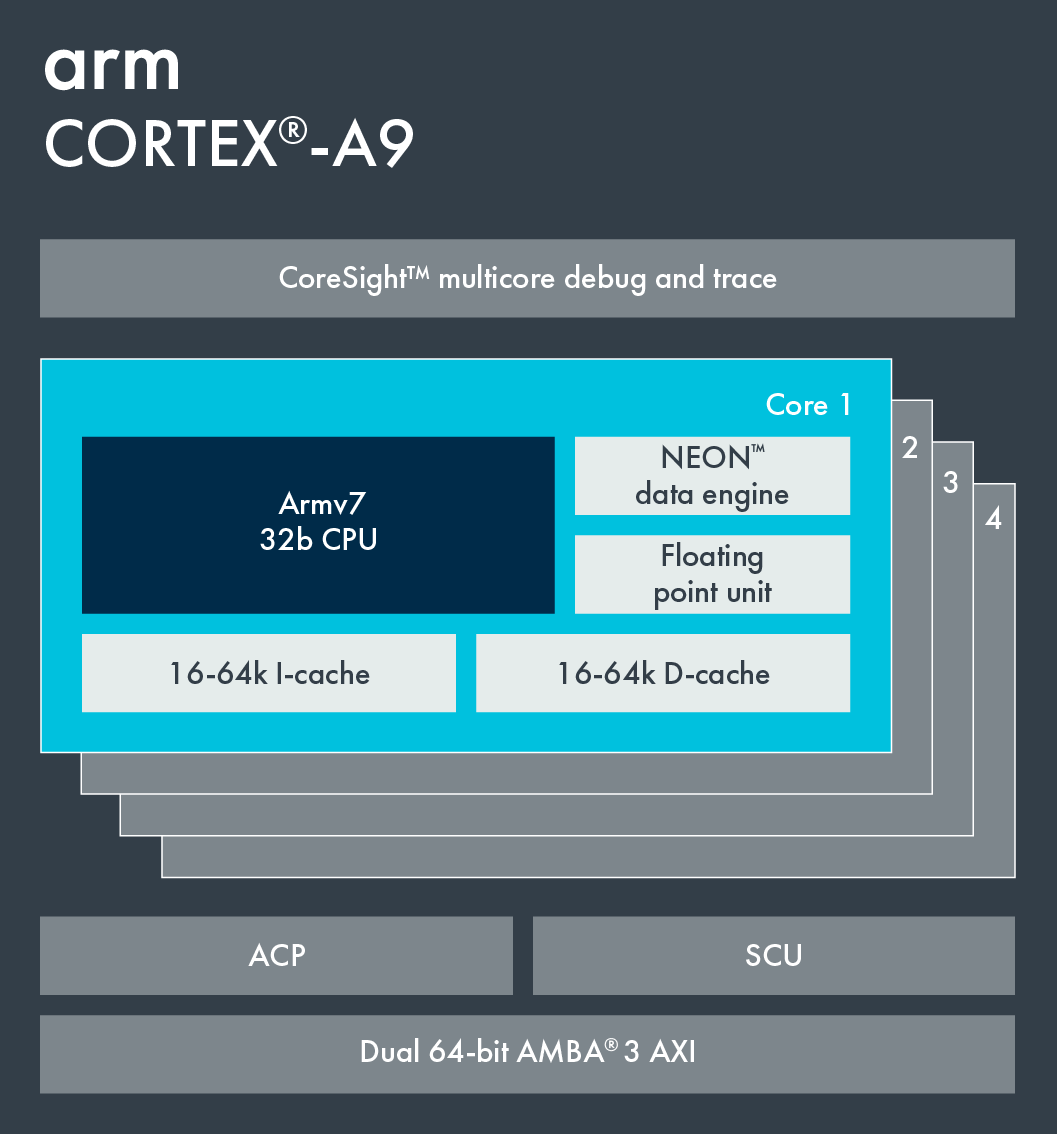 arm
CORTEX®-A9
CoreSight™ multicore debug and trace
Core 1
2
3
4
Armv7
32b CPU
NEON™
data engine
Floating
point unit
16-64k I-cache
16-64k D-cache
ACP
SCU
Dual 64-bit AMBA® 3 AXI